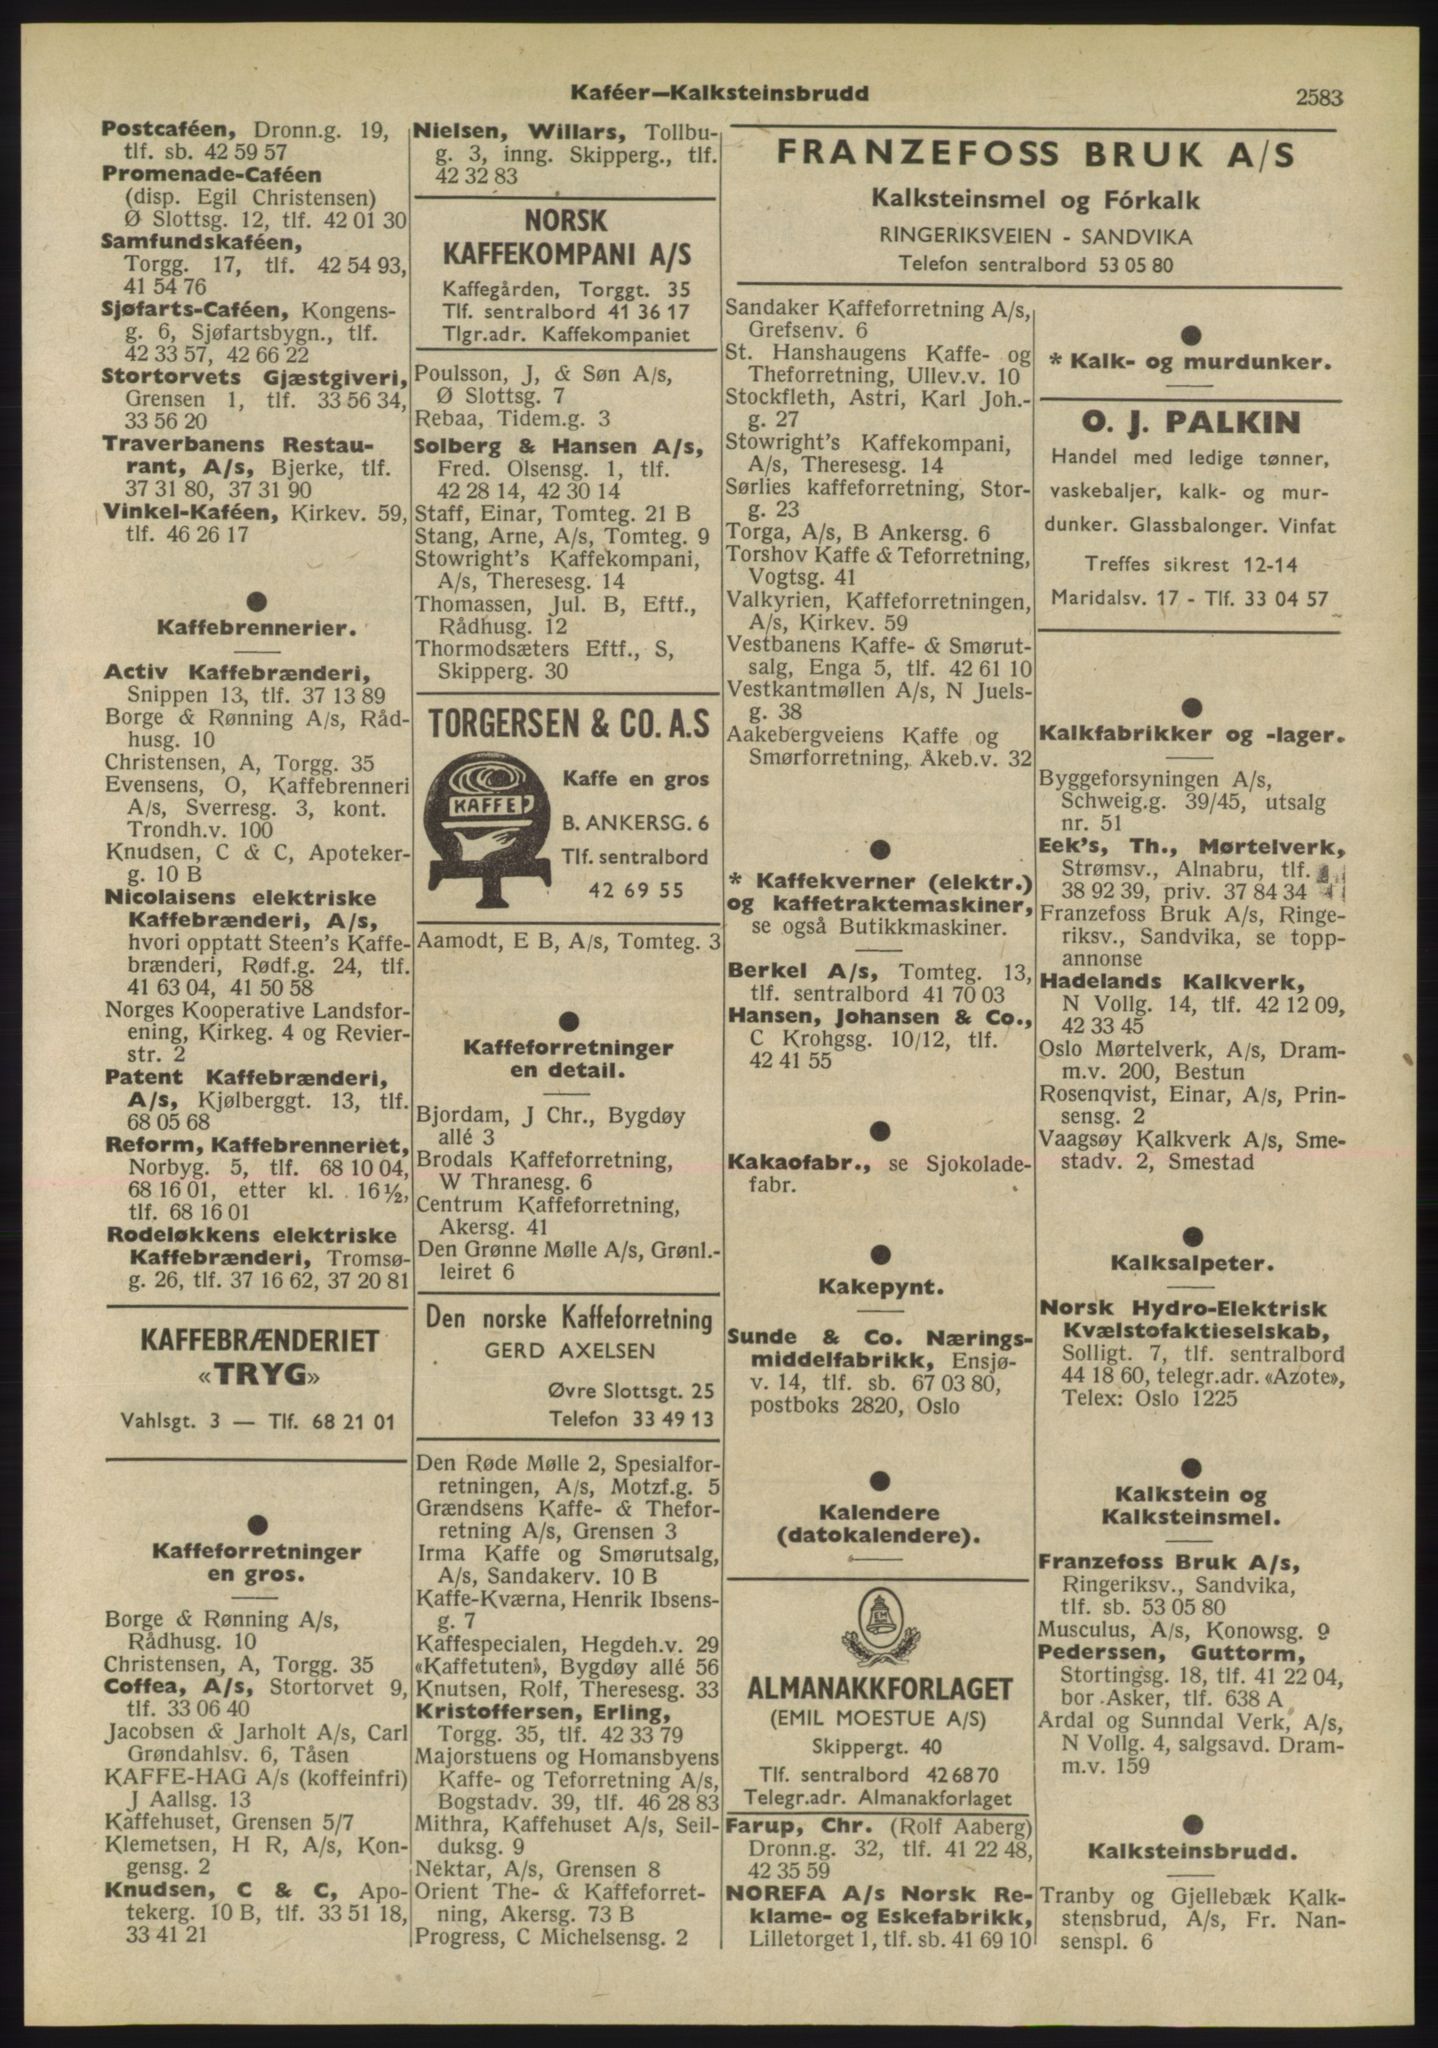 Kaféer—Kalksteinsbrudd
2583
Postcaféen, Dronn.g. 19,
tlf. sb. 42 59 57
Promenade-Caféen
(disp. Egil Christensen)
Ø Slottsg. 12, tlf. 42 01 30
Samfundskaféen,
Torgg. 17, tlf. 42 54 93,
41 54 76
Sjøfarts-Caféen, Kongens-
g. 6, Sjøfartsbygn., tlf.
42 33 57, 42 66 22
Stortorvets Gjæstgiveri,
Grensen 1, tlf. 33 56 34,
33 56 20
Traverbanens Restau-
rant, A/s, Bjerke, tlf.
37 31 80, 37 31 90
Vinkel-Kaféen, Kirkev. 59,
tlf. 46 26 17
Kaffebrennerier.
Activ Kaffebrænderi,
Snippen 13, tlf. 37 13 89
Borge & Rønning A/s, Råd-
husg. 10
Christensen, A, Torgg. 35
Evensens, O, Kaffebrenneri
A/s, Sverresg. 3, kont.
Trondh.v. 100
Knudsen, C & C, Apoteker-
g. 10 B
Nicolaisens elektriske
Kaffebrænderi, A/s,
hvori opptatt Steen's Kaffe-
brænderi, Rødf.g. 24, tlf.
41 63 04, 41 50 58
Norges Kooperative Landsfor-
ening, Kirkeg. 4 og Revier-
str. 2
Patent Kaffebrænderi,
A/s, Kjølberggt. 13, tlf.
68 05 68
Reform, Kaffebrenneriet,
Norbyg. 5, tlf. 68 10 04,
68 16 01, etter kl. 16½,
tlf. 68 16 01
Rodeløkkens elektriske
Kaffebrænderi, Tromsø-
g. 26, tlf. 37 16 62, 37 20 81
KAFFEBRÆNDERIET
«TRYG»
Vahlsgt. 3 — Tlf. 68 21 01
Kaffeforretninger
en gros.
Borge & Rønning A/s,
Rådhusg. 10
Christensen, A, Torgg. 35
Coffea, A/s, Stortorvet 9,
tlf. 33 06 40
Jacobsen & Jarholt A/s, Carl
Grøndahlsv. 6, Tåsen
KAFFE-HAG A/s (koffeinfri)
J Aallsg. 13
Kaffehuset, Grensen 5/7
Klemetsen, H R, A/s, Kon-
gensg. 2
Knudsen, C & C, Apo-
tekerg. 10 B, tlf. 33 51 18,
33 41 21
Nielsen, Willars, Tollbu-
g. 3, inng. Skipperg., tlf.
42 32 83
NORSK
KAFFEKOMPANI A/S
Kaffegården, Torggt. 35
Tlf. sentralbord 41 36 17
Tlgr.adr. Kaffekompaniet
Poulsson, J, & Søn A/s,
Ø Slottsg. 7
Rebaa, Tidem.g. 3
Solberg & Hansen A/s,
Fred. Olsensg. 1, tlf.
42 28 14, 42 30 14
Staff, Einar, Tomteg. 21 B
Stang, Arne, A/s, Tomteg. 9
Stowright's Kaffekompani,
A/s, Theresesg. 14
Thomassen, Jul. B, Eftf.,
Rådhusg. 12
Thormodsæters Eftf., S,
Skipperg. 30
TORGERSEN & CO. A.S
KAFFE
Kaffe en gros
B. ANKERSG. 6
Tlf. sentralbord
42 69 55
Aamodt, E B, A/s, Tomteg. 3
Kaffeforretninger
en detail.
Bjordam, J Chr., Bygdøy
allé 3
Brodals Kaffeforretning,
W Thranesg. 6
Centrum Kaffeforretning,
Akersg. 41
Den Grønne Mølle A/s, Grønl.-
leiret 6
Den norske Kaffeforretning
GERD AXELSEN
Øvre Slottsgt. 25
Telefon 33 49 13
Den Røde Mølle 2, Spesialfor-
retningen, A/s, Motzf.g. 5
Grændsens Kaffe- & Thefor-
retning A/s, Grensen 3
Irma Kaffe og Smørutsalg,
A/s, Sandakerv. 10 B
Kaffe-Kværna, Henrik Ibsens-
g. 7
Kaffespecialen, Hegdeh.v. 29
«Kaffetuten», Bygdøy allé 56
Knutsen, Rolf, Theresesg. 33
Kristoffersen, Erling,
Torgg. 35, tlf. 42 33 79
Majorstuens og Homansbyens
Kaffe- og Teforretning A/s,
Bogstadv. 39, tlf. 46 28 83
Mithra, Kaffehuset A/s, Seil-
duksg. 9
Nektar, A/s, Grensen 8
Orient The- & Kaffeforret-
ning, Akersg. 73 B
Progress, C Michelsensg. 2
FRANZEFOSS BRUK A/S
Kalksteinsmel og Fórkalk
RINGERIKSVEIEN - SANDVIKA
Telefon sentralbord 53 05 80
Sandaker Kaffeforretning A/s,
Grefsenv. 6
St. Hanshaugens Kaffe- og
Theforretning, Ullev.v. 10
Stockfleth, Astri, Karl Joh.-
g. 27
Stowright's Kaffekompani,
A/s, Theresesg. 14
Sørlies kaffeforretning, Stor-
g. 23
Torga, A/s, B Ankersg. 6
Torshov Kaffe & Teforretning,
Vogtsg. 41
Valkyrien, Kaffeforretningen,
A/s, Kirkev. 59
Vestbanens Kaffe- & Smørut-
salg, Enga 5, tlf. 42 61 10
Vestkantmøllen A/s, N Juels-
g. 38
Aakebergveiens Kaffe og
Smørforretning, Åkeb.v. 32
* Kaffekverner (elektr.)
og kaffetraktemaskiner,
se også Butikkmaskiner.
Berkel A/s, Tomteg. 13,
tlf. sentralbord 41 70 03
Hansen, Johansen & Co.,
C Krohgsg. 10/12, tlf.
42 41 55
Kakaofabr., se Sjokolade-
fabr.
Kakepynt.
Sunde & Co. Nærings-
middelfabrikk, Ensjø-
v. 14, tlf. sb. 67 03 80,
postboks 2820, Oslo
Kalendere
(datokalendere).
EM
ALMANAKKFORLAGET
(EMIL MOESTUE A/S)
Skippergt. 40
Tlf. sentralbord 42 68 70
Telegr.adr. Almanakforlaget
Farup, Chr. (Rolf Aaberg)
Dronn.g. 32, tlf. 41 22 48,
42 35 59
NOREFA A/s Norsk Re-
klame- og Eskefabrikk,
Lilletorget 1, tlf. sb. 41 69 10
* Kalk- og murdunker.
O. J. PALKIN
Handel med ledige tønner,
vaskebaljer, kalk- og mur-
dunker. Glassbalonger. Vinfat
Treffes sikrest 12-14
Maridalsv. 17 - Tlf. 33 04 57
Kalkfabrikker og -lager.
Byggeforsyningen A/s,
Schweig.g. 39/45, utsalg
nr. 51
Eek's, Th., Mørtelverk,
Strømsv., Alnabru, tlf.
38 92 39, priv. 37 84 34
Franzefoss Bruk A/s, Ringe-
riksv., Sandvika, se topp-
annonse
Hadelands Kalkverk,
N Vollg. 14, tlf. 42 12 09,
42 33 45
Oslo Mørtelverk, A/s, Dram-
m.v. 200, Bestun
Rosenqvist, Einar, A/s, Prin-
sensg. 2
Vaagsøy Kalkverk A/s, Sme-
stadv. 2, Smestad
Kalksalpeter.
Norsk Hydro-Elektrisk
Kvælstofaktieselskab,
Solligt. 7, tlf. sentralbord
44 18 60, telegr.adr. «Azote»,
Telex: Oslo 1225
Kalkstein og
Kalksteinsmel.
Franzefoss Bruk A/s,
Ringeriksv., Sandvika,
tlf. sb. 53 05 80
Musculus, A/s, Konowsg. 9
Pederssen, Guttorm,
Stortingsg. 18, tlf. 41 22 04,
bor Asker, tlf. 638 A
Årdal og Sunndal Verk, A/s,
N Vollg. 4, salgsavd. Dram-
m.v. 159
Kalksteinsbrudd.
Tranby og Gjellebæk Kalk-
stensbrud, A/s, Fr. Nan-
senspl. 6